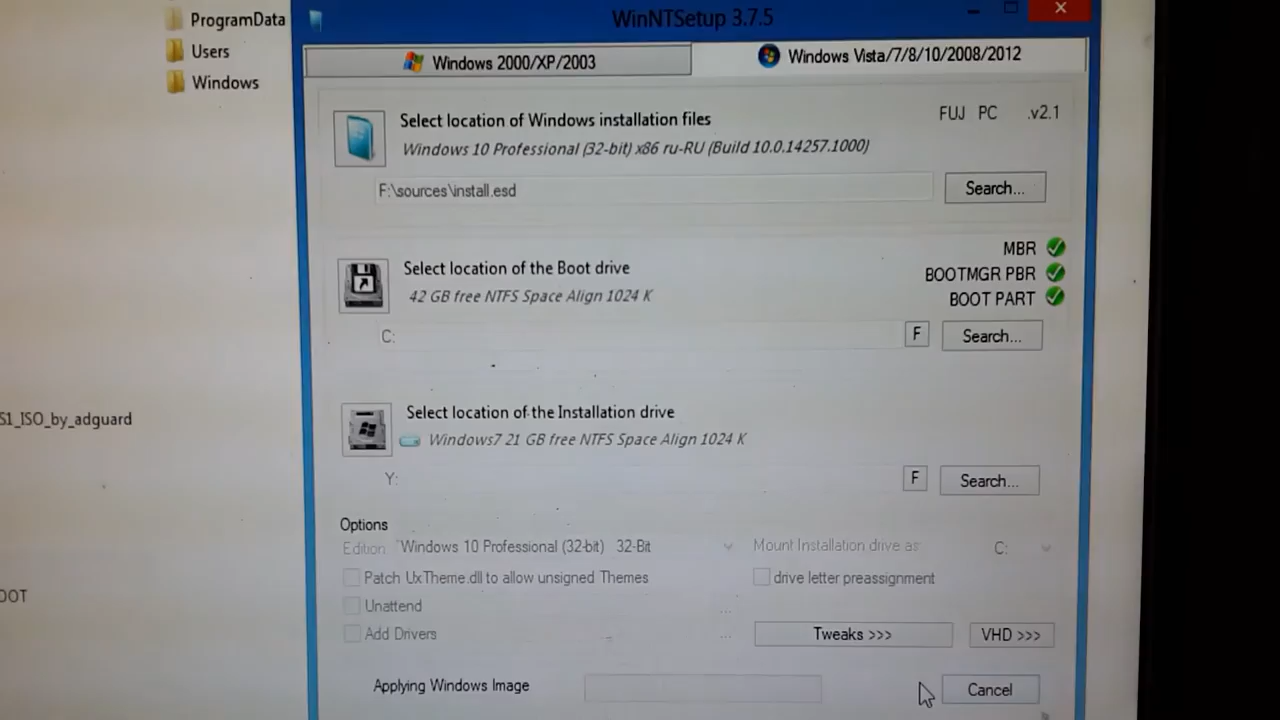 ProgramData
Users
Windows
S1_ISO_by_adguard
OOT
WinNTSetup 3.7.5
Windows 2000/XP/2003
Windows Vista/7/8/10/2008/2012
Select location of Windows installation files
FUJ PC .v2.1
Windows 10 Professional (32-bit) x86 ru-RU (Build 10.0.14257.1000)
F:\sources\install.esd
Search...
MBR
Select location of the Boot drive
BOOTMGR PBR
42 GB free NTFS Space Align 1024 K
BOOT PART
C:
F
Search...
Select location of the Installation drive
Windows7 21 GB free NTFS Space Align 1024 K
Y:
F
Search...
Options
Edition: Windows 10 Professional (32-bit) 32-Bit
Mount Installation drive as: C:
Patch UxTheme.dll to allow unsigned Themes
drive letter preassignment
Unattend
...
Add Drivers
...
Tweaks >>>
VHD >>>
Applying Windows Image
Cancel